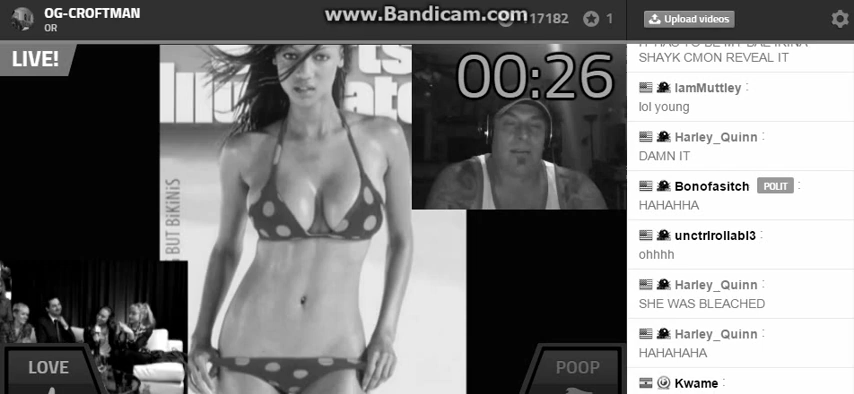 OG-CROFTMAN
OR
www.Bandicam.com
17182
1
LIVE!
00:26
BUT BiKiNiS
LOVE
POOP
Upload videos
SHAYK CMON REVEAL IT
IamMuttley :
lol young
Harley_Quinn :
DAMN IT
Bonofasitch POLIT :
HAHAHHA
unctrlrollabl3 :
ohhhh
Harley_Quinn :
SHE WAS BLEACHED
Harley_Quinn :
HAHAHAHA
Kwame :